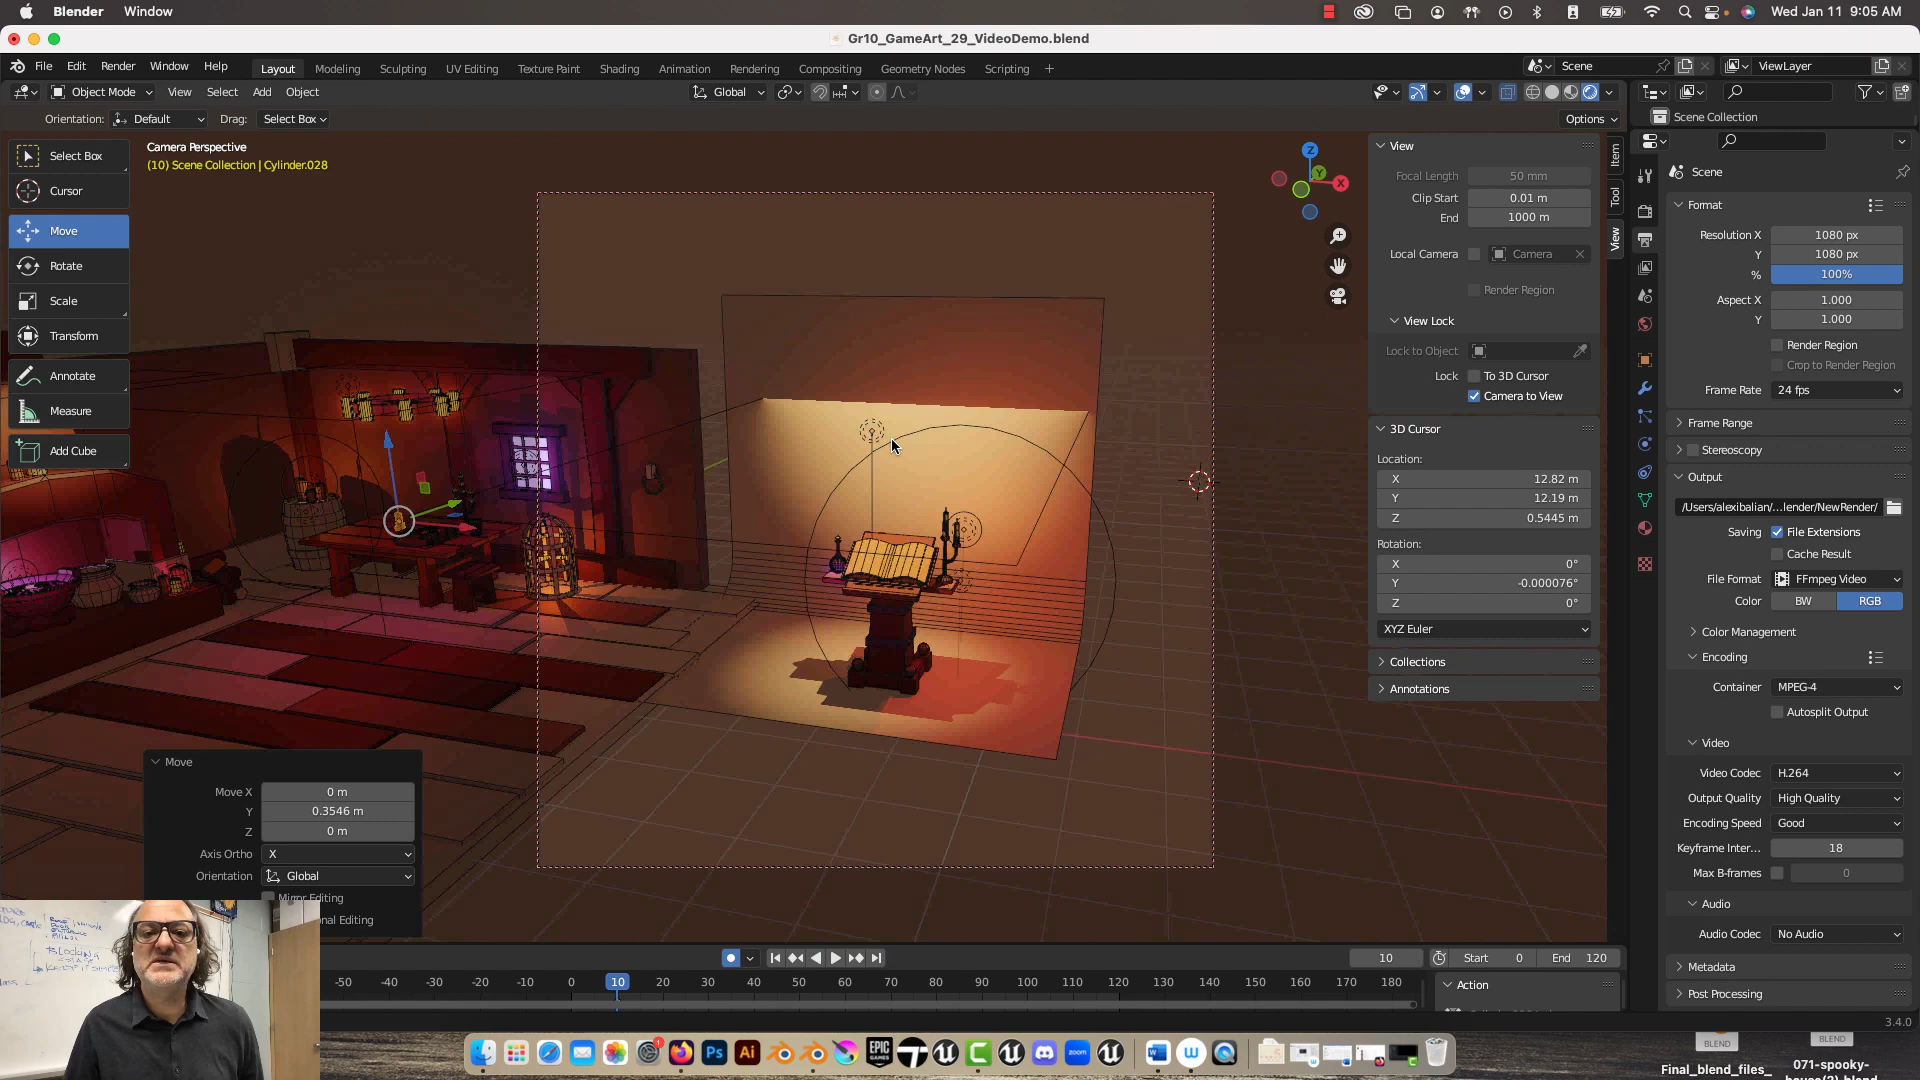 Blender Window
Wed Jan 11 9:05 AM
Gr10_GameArt_29_VideoDemo.blend
File Edit Render Window Help
Layout Modeling Sculpting UV Editing Texture Paint Shading Animation Rendering Compositing Geometry Nodes Scripting +
Scene
ViewLayer
Object Mode View Select Add Object
Global
Scene Collection
Orientation: Default Drag: Select Box
Options
Select Box
Cursor
Move
Rotate
Scale
Transform
Annotate
Measure
Add Cube
Camera Perspective
(10) Scene Collection | Cylinder.028
Z
Y
X
View
Focal Length 50 mm
Clip Start 0.01 m
End 1000 m
Local Camera Camera
Render Region
View Lock
Lock to Object
Lock To 3D Cursor
Camera to View
3D Cursor
Location:
X 12.82 m
Y 12.19 m
Z 0.5445 m
Rotation:
X 0°
Y -0.000076°
Z 0°
XYZ Euler
Collections
Annotations
Item
Tool
View
Scene
Format
Resolution X 1080 px
Y 1080 px
% 100%
Aspect X 1.000
Y 1.000
Render Region
Crop to Render Region
Frame Rate 24 fps
Frame Range
Stereoscopy
Output
/Users/alexibalian/...lender/NewRender/
Saving File Extensions
Cache Result
File Format FFmpeg Video
Color BW RGB
Color Management
Encoding
Container MPEG-4
Autosplit Output
Video
Video Codec H.264
Output Quality High Quality
Encoding Speed Good
Keyframe Inter... 18
Max B-frames 0
Audio
Audio Codec No Audio
Metadata
Post Processing
3.4.0
Move
Move X 0 m
Y 0.3546 m
Z 0 m
Axis Ortho X
Orientation Global
Mirror Editing
nal Editing
BLOCKING
10
Start 0
End 120
-50 -40 -30 -20 -10 0 10 20 30 40 50 60 70 80 90 100 110 120 130 140 150 160 170 180
Action
Ps
Ai
EPIC
GAMES
zoom
W
BLEND
BLEND
Final_blend_files_
071-spooky-